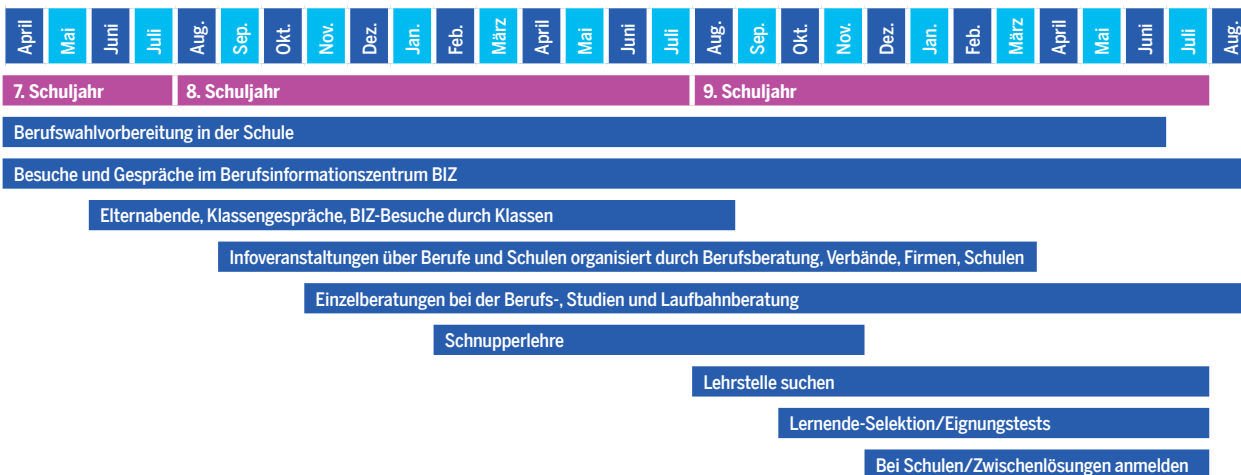 April Mai Juni Juli Aug. Sep. Okt. Nov. Dez. Jan. Feb. März April Mai Juni Juli Aug. Sep. Okt. Nov. Dez. Jan. Feb. März April Mai Juni Juli Aug.
7. Schuljahr 8. Schuljahr 9. Schuljahr
Berufswahlvorbereitung in der Schule
Besuche und Gespräche im Berufsinformationszentrum BIZ
Elternabende, Klassengespräche, BIZ-Besuche durch Klassen
Infoveranstaltungen über Berufe und Schulen organisiert durch Berufsberatung, Verbände, Firmen, Schulen
Einzelberatungen bei der Berufs-, Studien und Laufbahnberatung
Schnupperlehre
Lehrstelle suchen
Lernende-Selektion/Eignungstests
Bei Schulen/Zwischenlösungen anmelden